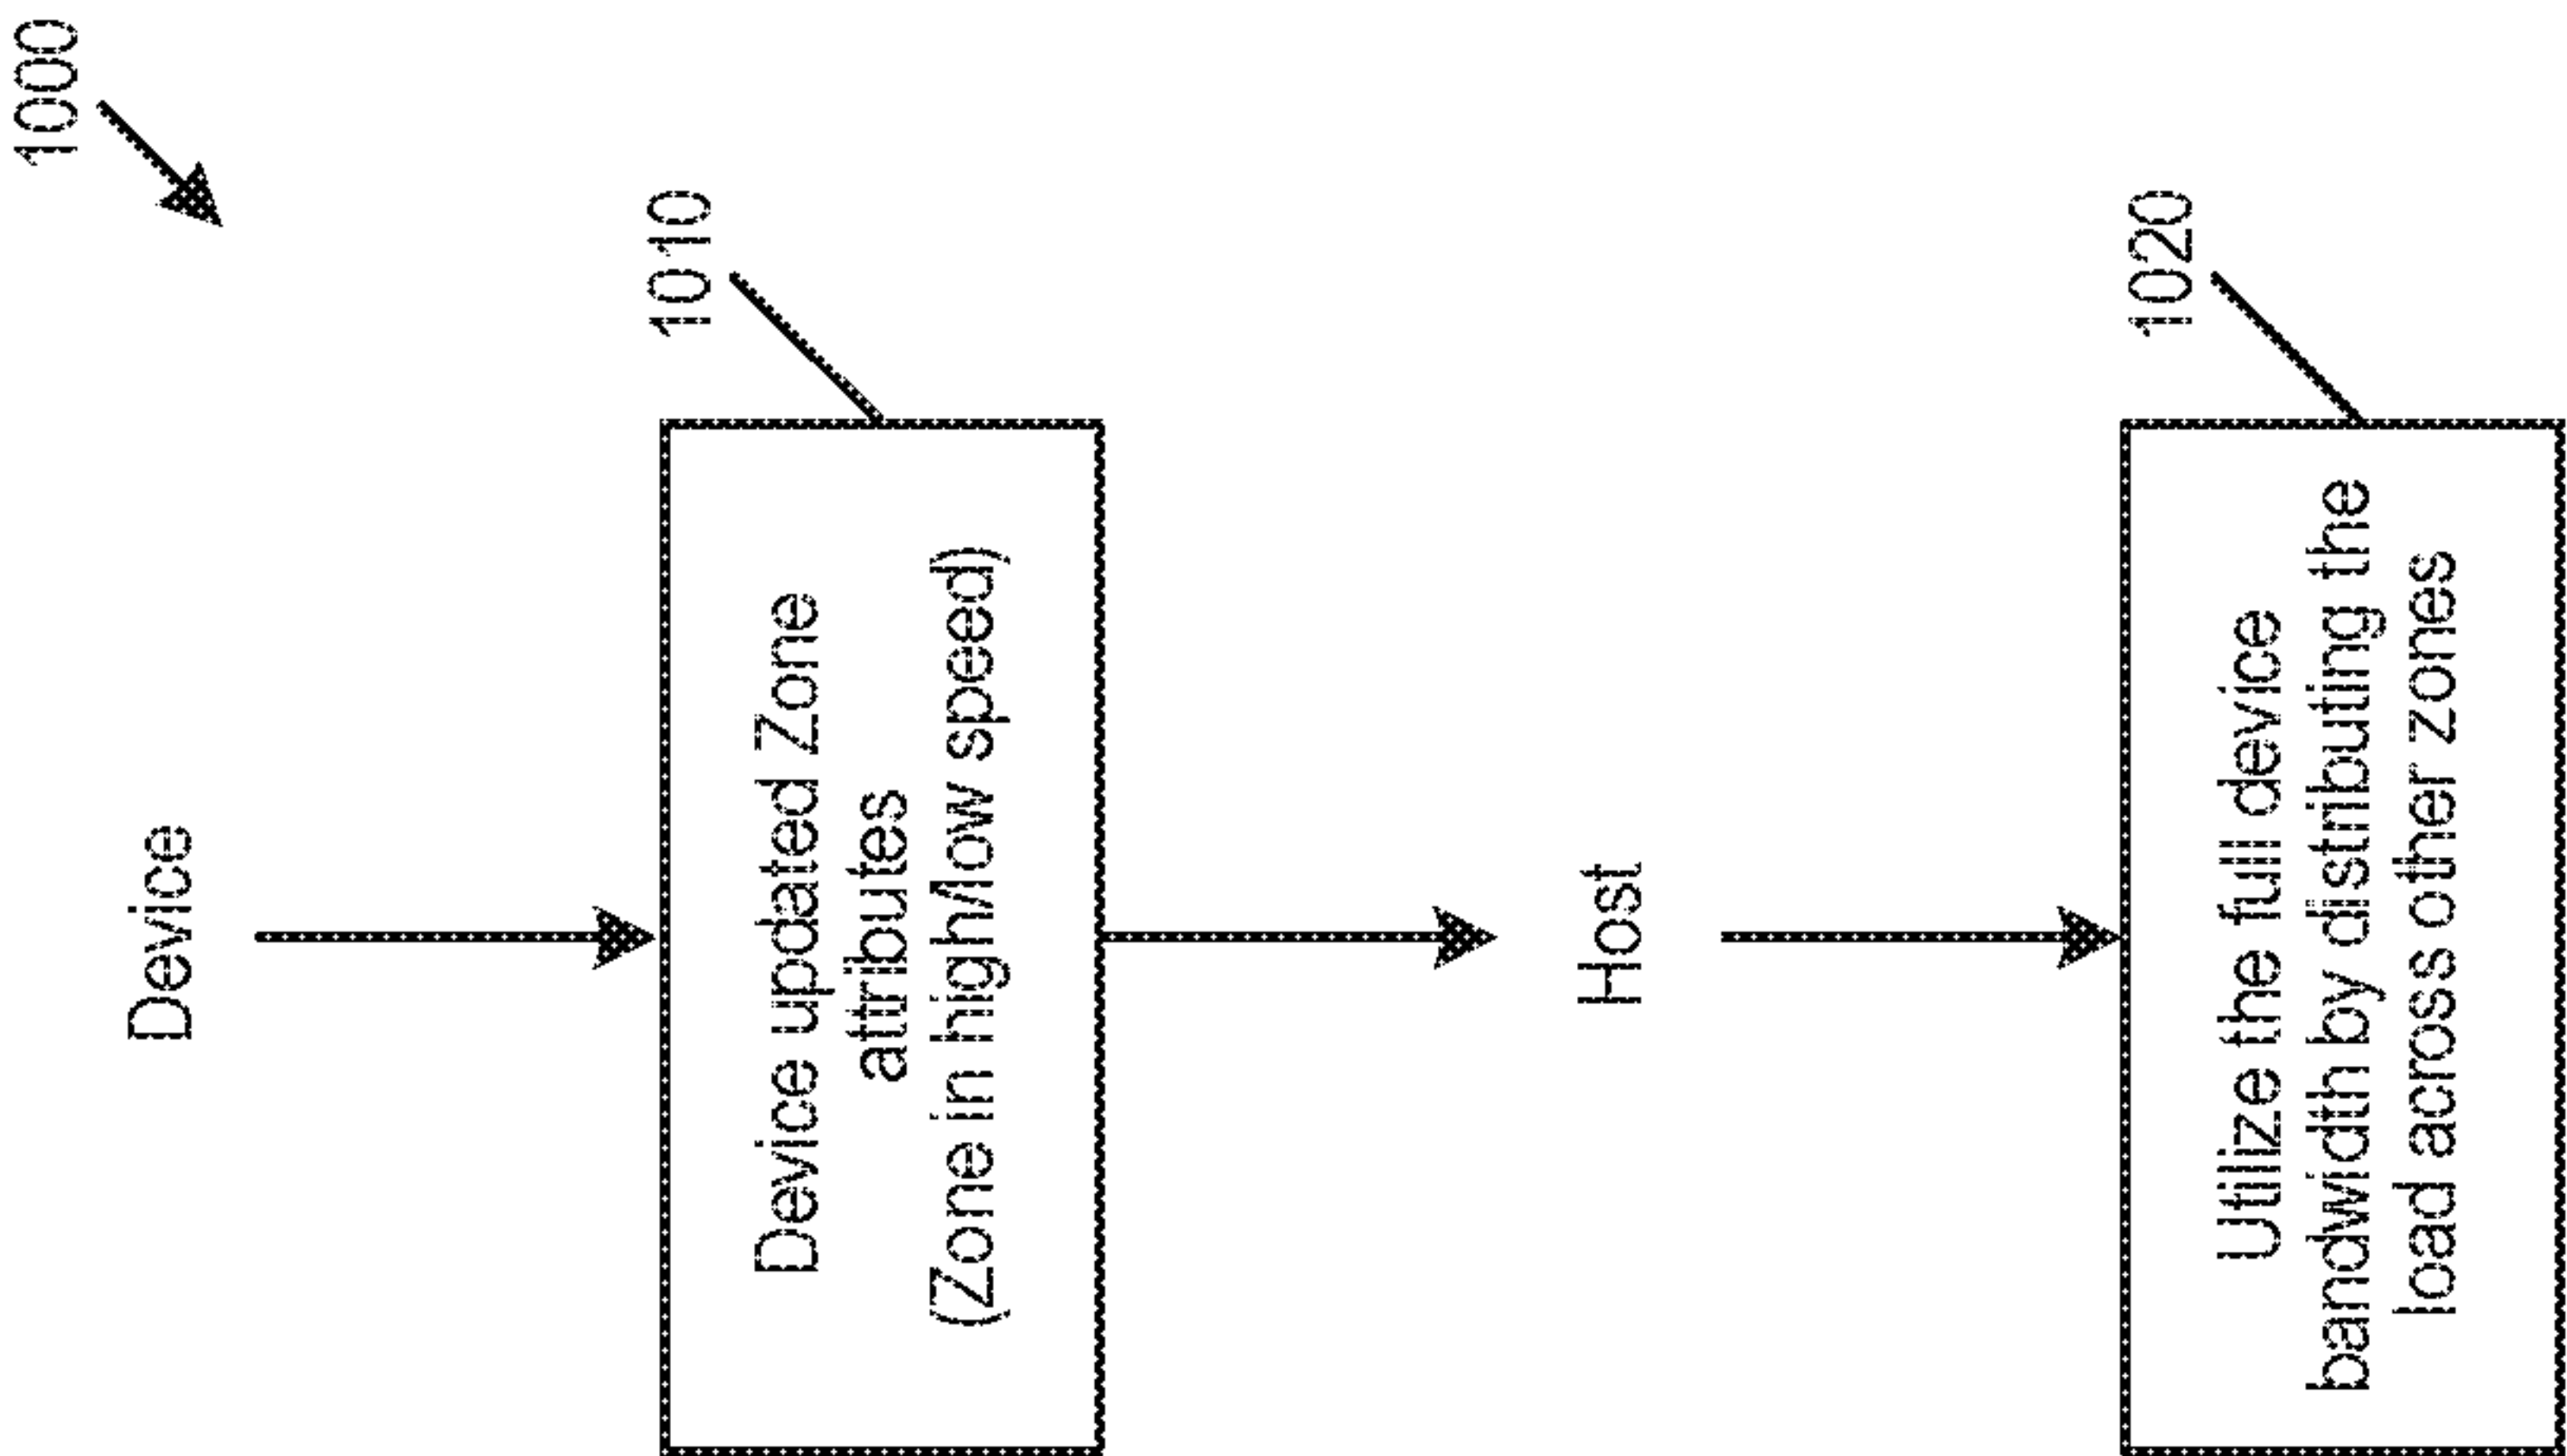 1000
Device
1010
Device updated Zone
attributes
(Zone in high/low speed)
Host
1020
Utilize the full device
bandwidth by distributing the
load across other zones